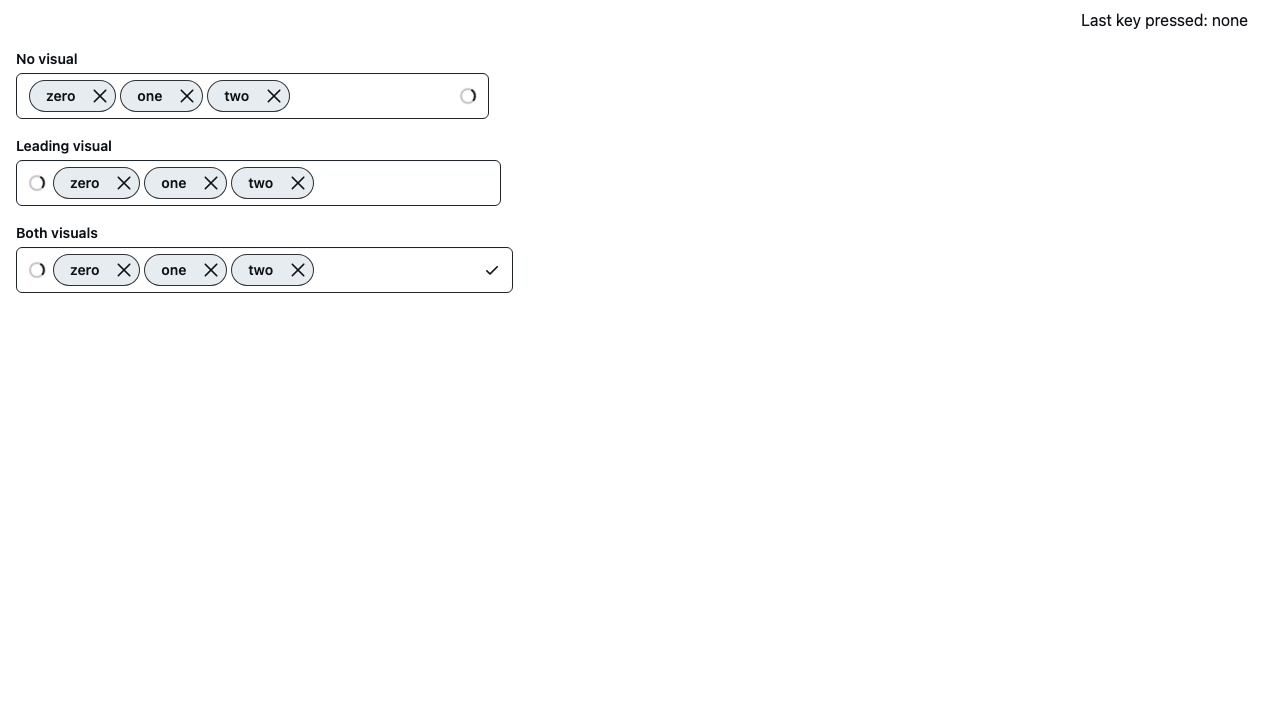 Last key pressed: none
No visual
zero one two
Leading visual
zero one two
Both visuals
zero one two